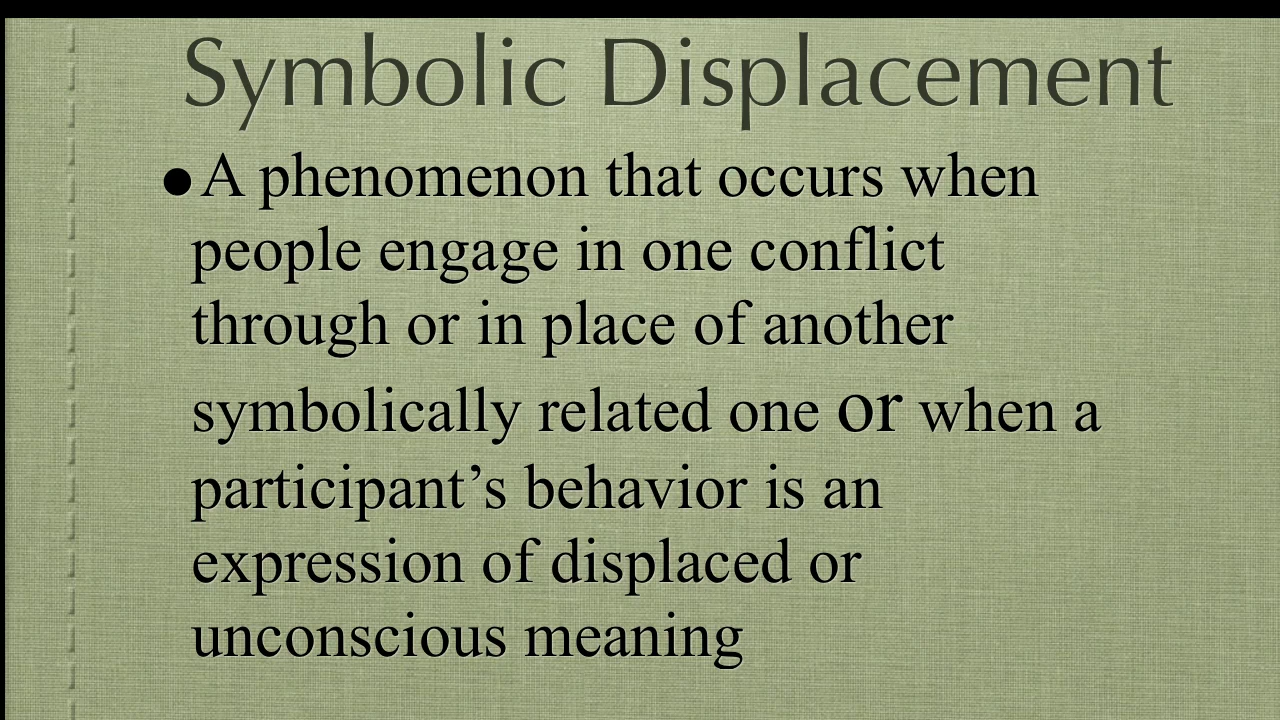 Symbolic Displacement
●A phenomenon that occurs when
people engage in one conflict
through or in place of another
symbolically related one or when a
participant’s behavior is an
expression of displaced or
unconscious meaning